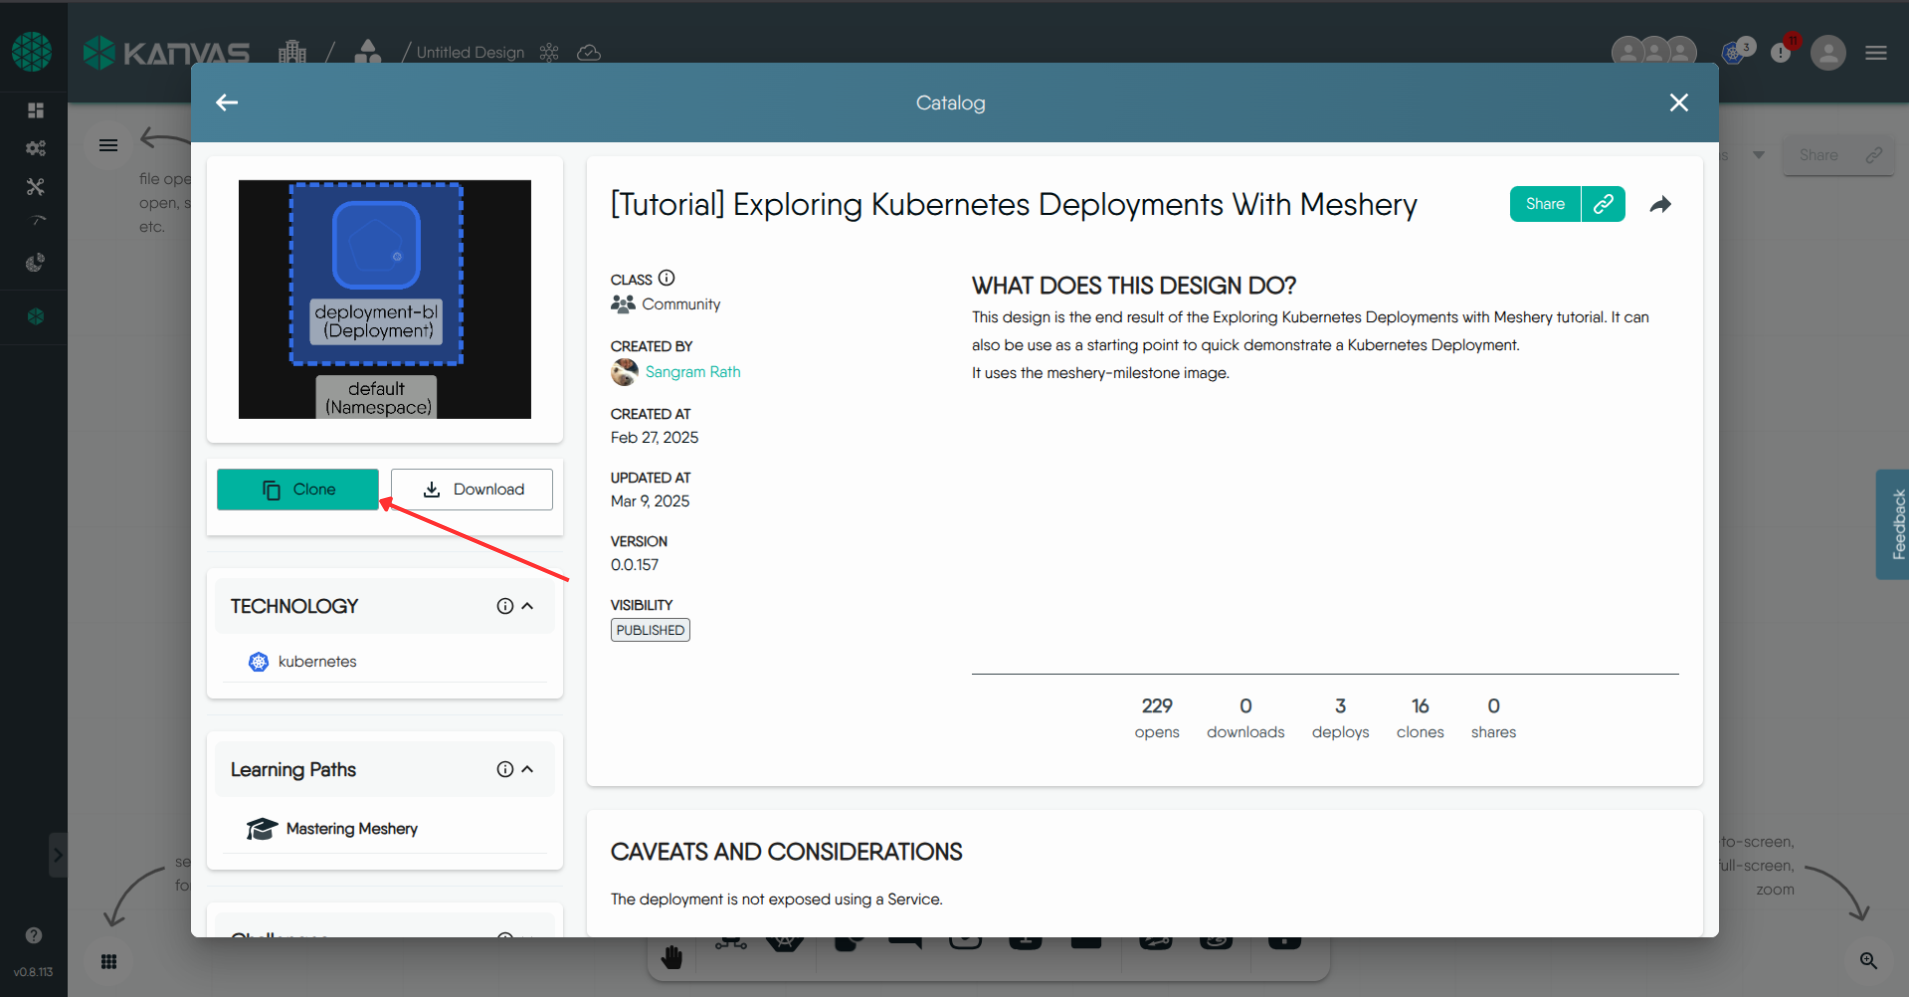 KANVAS
/ / Untitled Design
3
11
Catalog
file ope
open, s
etc.
Share
deployment-bl
(Deployment)
default
(Namespace)
Clone
Download
TECHNOLOGY
kubernetes
Learning Paths
Mastering Meshery
[Tutorial] Exploring Kubernetes Deployments With Meshery
Share
CLASS
Community
CREATED BY
Sangram Rath
CREATED AT
Feb 27, 2025
UPDATED AT
Mar 9, 2025
VERSION
0.0.157
VISIBILITY
PUBLISHED
WHAT DOES THIS DESIGN DO?
This design is the end result of the Exploring Kubernetes Deployments with Meshery tutorial. It can
also be use as a starting point to quick demonstrate a Kubernetes Deployment.
It uses the meshery-milestone image.
229 0 3 16 0
opens downloads deploys clones shares
CAVEATS AND CONSIDERATIONS
The deployment is not exposed using a Service.
Feedback
se
fo
-to-screen,
full-screen,
zoom
v0.8.113